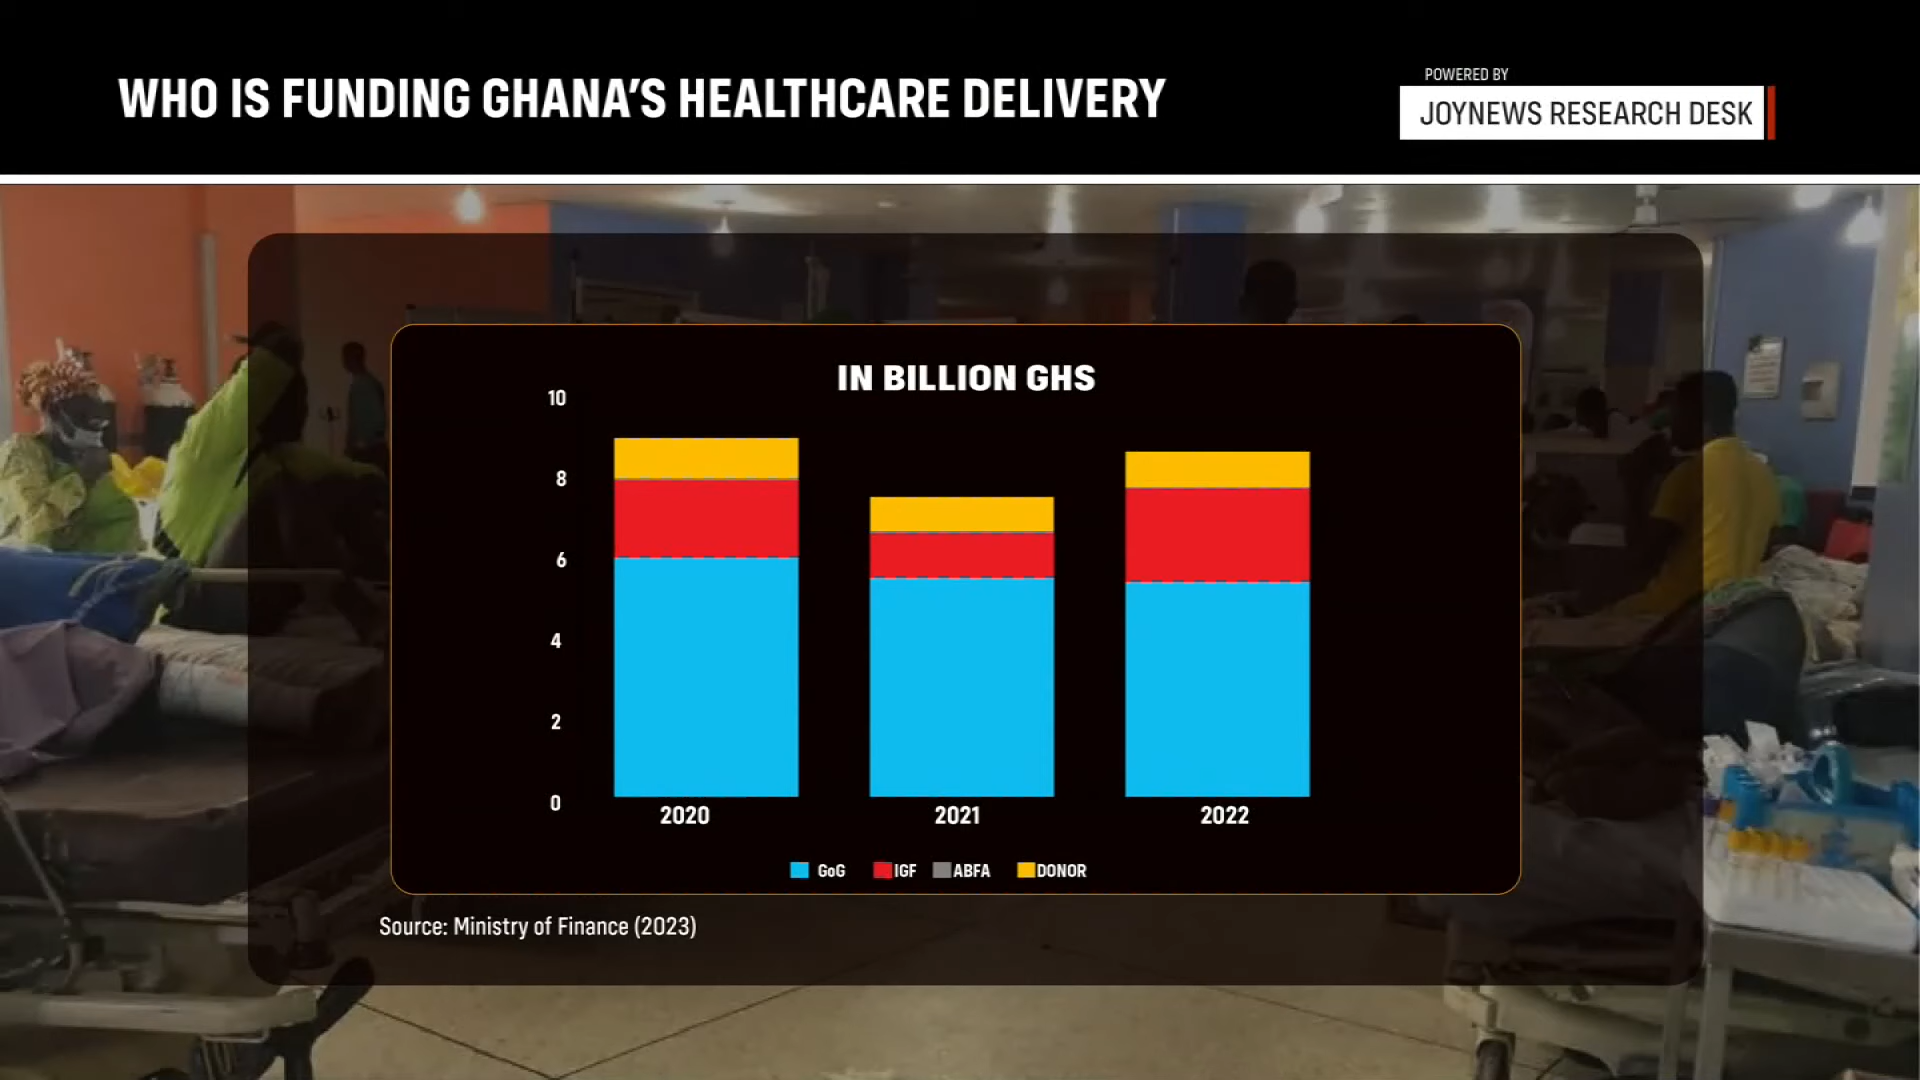 WHO IS FUNDING GHANA'S HEALTHCARE DELIVERY
POWERED BY
JOYNEWS RESEARCH DESK
IN BILLION GHS
10
8
6
4
2
0
2020 2021 2022
GoG IGF ABFA DONOR
Source: Ministry of Finance (2023)